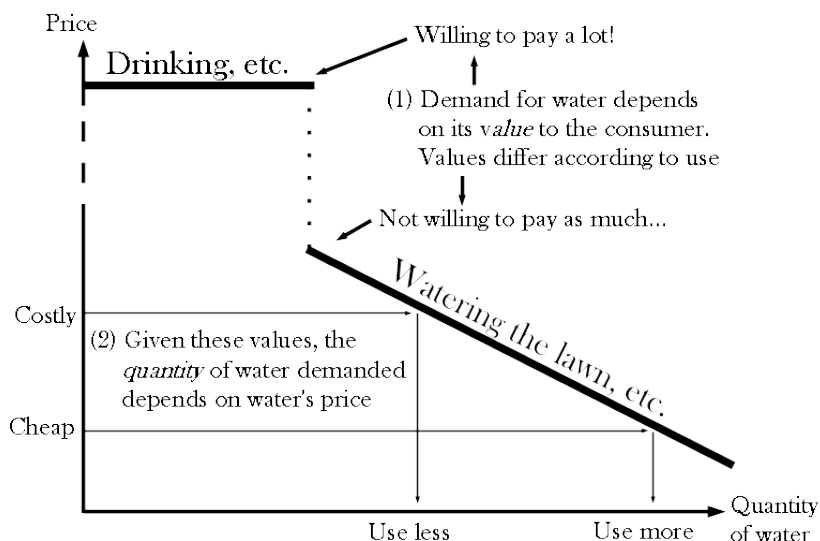 Price
Willing to pay a lot!
Drinking, etc.
(1) Demand for water depends
on its value to the consumer.
Values differ according to use
Not willing to pay as much...
Watering the lawn, etc.
Costly
(2) Given these values, the
quantity of water demanded
depends on water's price
Cheap
Use less
Use more
Quantity
of water